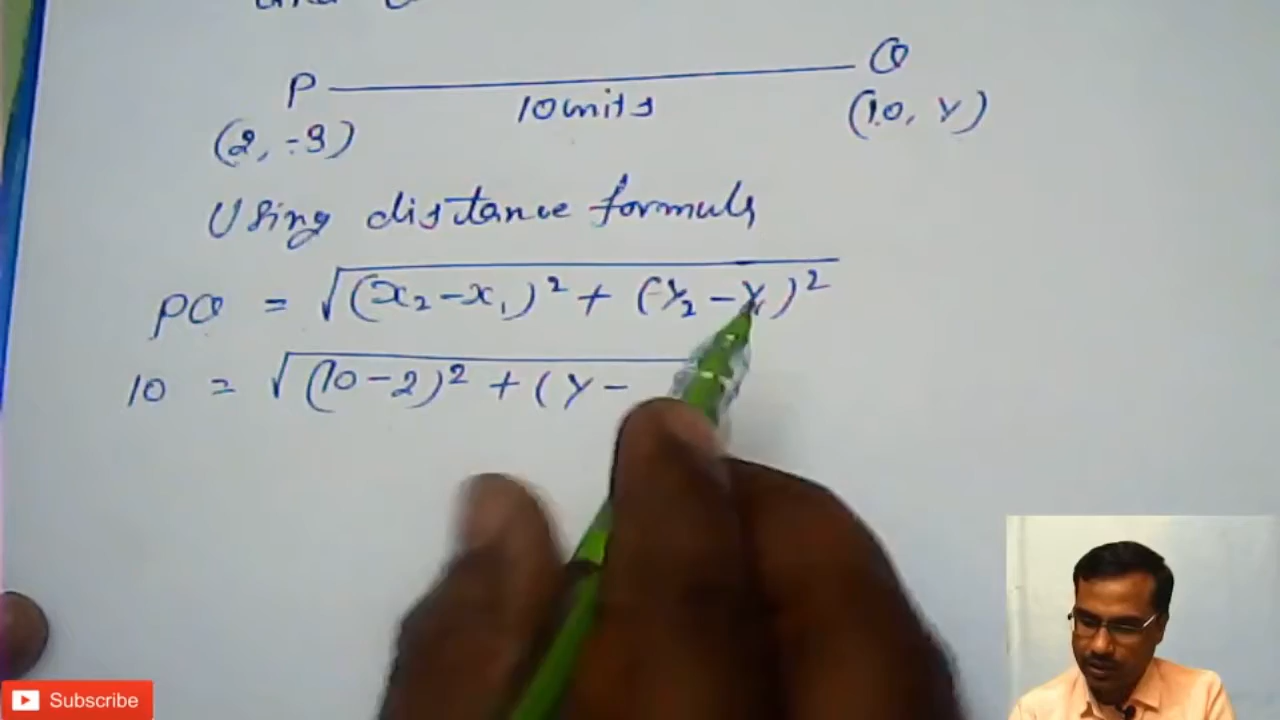 P Q
10 units
(2, -3) (10, Y)
Using distance formula
PQ = √(x₂-x₁)² + (Y₂-Y₁)²
10 = √(10-2)² + (Y-
Subscribe